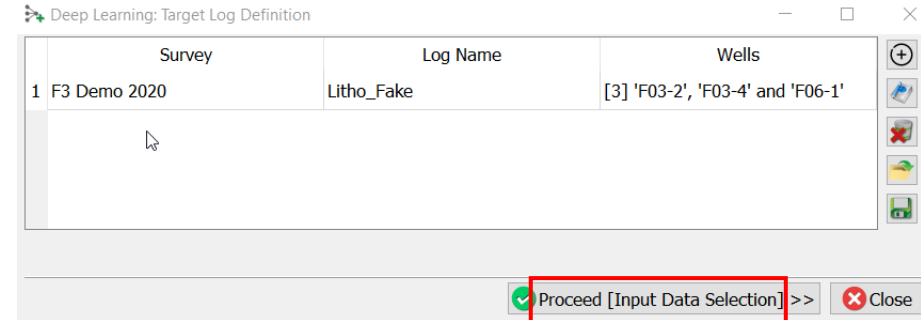 Deep Learning: Target Log Definition
Survey Log Name Wells
1 F3 Demo 2020 Litho_Fake [3] 'F03-2', 'F03-4' and 'F06-1'
Proceed [Input Data Selection] >> Close